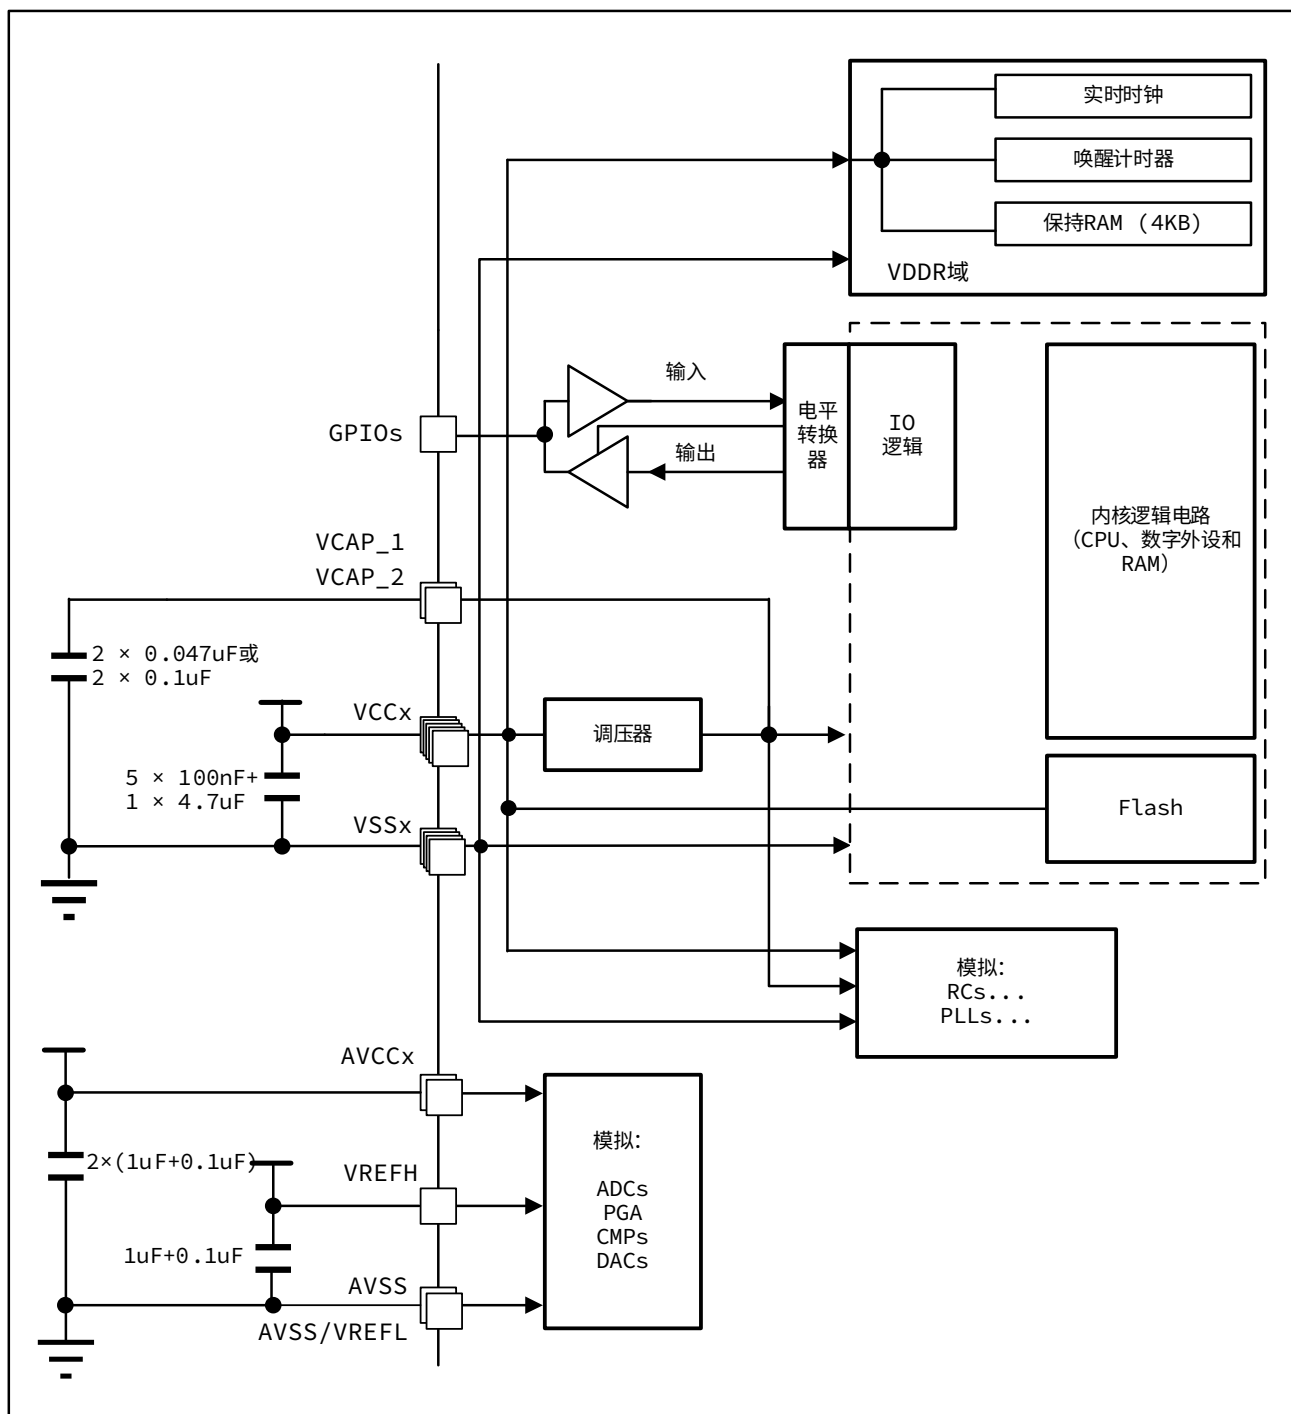 实时时钟
唤醒计时器
保持RAM (4KB)
VDDR域
输入
电平
转换
器
IO
逻辑
GPIOs
输出
内核逻辑电路
(CPU、数字外设和
RAM)
VCAP_1
VCAP_2
2 × 0.047uF或
2 × 0.1uF
VCCx
调压器
5 × 100nF+
1 × 4.7uF
Flash
VSSx
模拟:
RCs...
PLLs...
AVCCx
模拟:
2×(1uF+0.1uF)
VREFH
ADCs
PGA
CMPs
DACs
1uF+0.1uF
AVSS
AVSS/VREFL